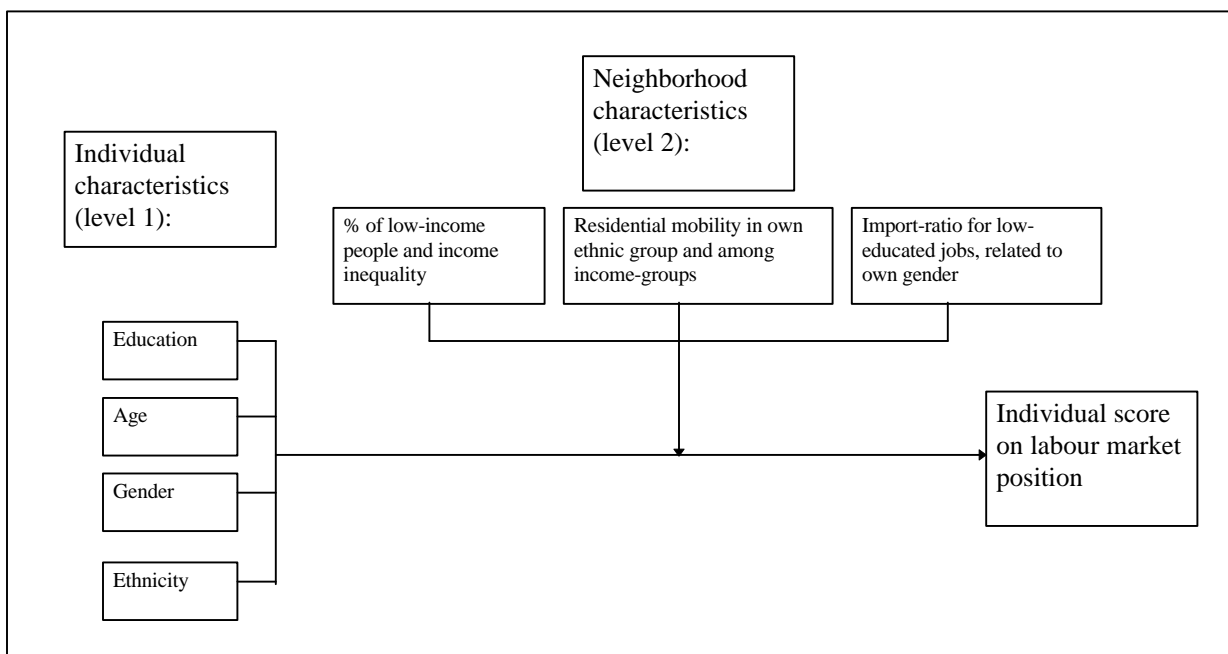 Neighborhood
characteristics
(level 2):
Individual
characteristics
(level 1):
% of low-income
people and income
inequality
Residential mobility in own
ethnic group and among
income-groups
Import-ratio for low-
educated jobs, related to
own gender
Education
Age
Gender
Ethnicity
Individual score
on labour market
position